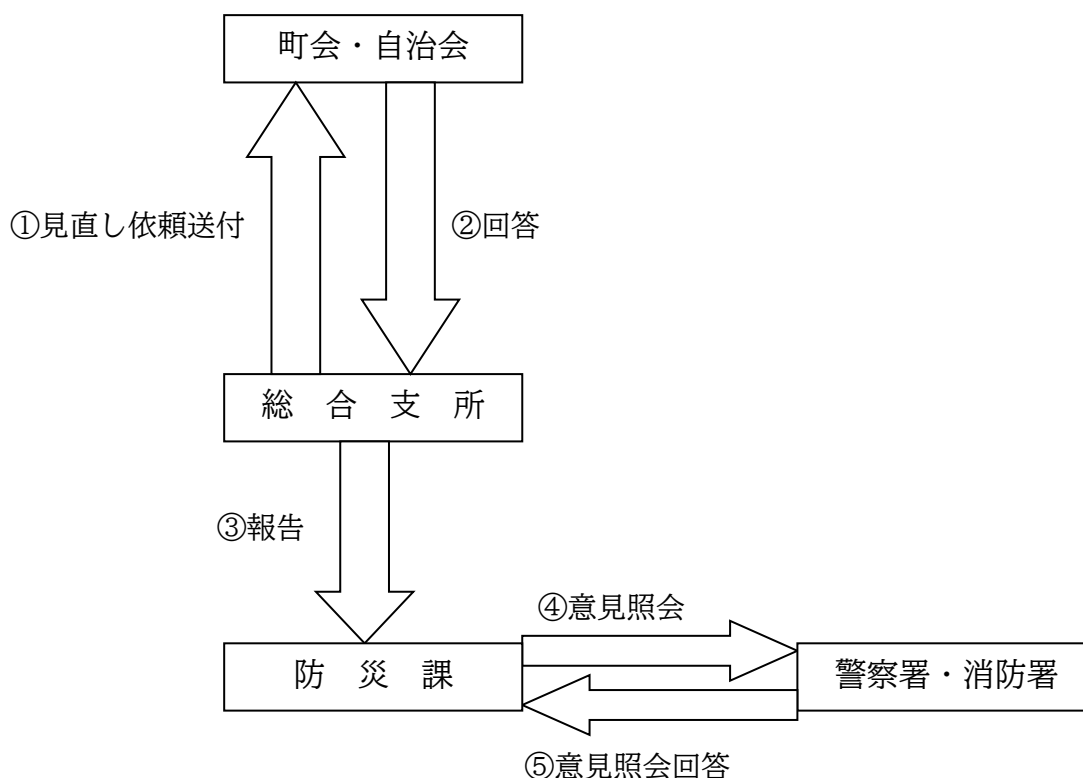 町会・自治会
①見直し依頼送付
②回答
総　合　支　所
③報告
④意見照会
防　災　課
警察署・消防署
⑤意見照会回答